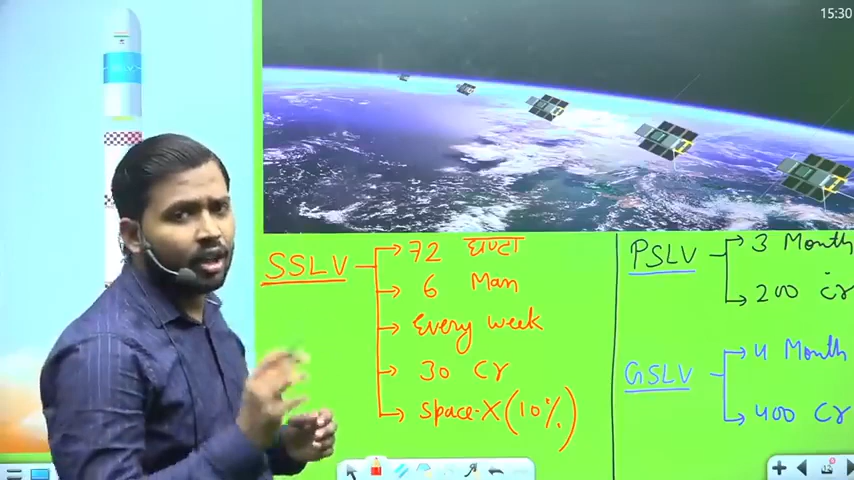 15:30
SSLV
72 घण्टा
6 Man
Every week
30 Cr
Space-X (10%)
PSLV
3 Month
200 Cr
GSLV
4 Month
400 Cr